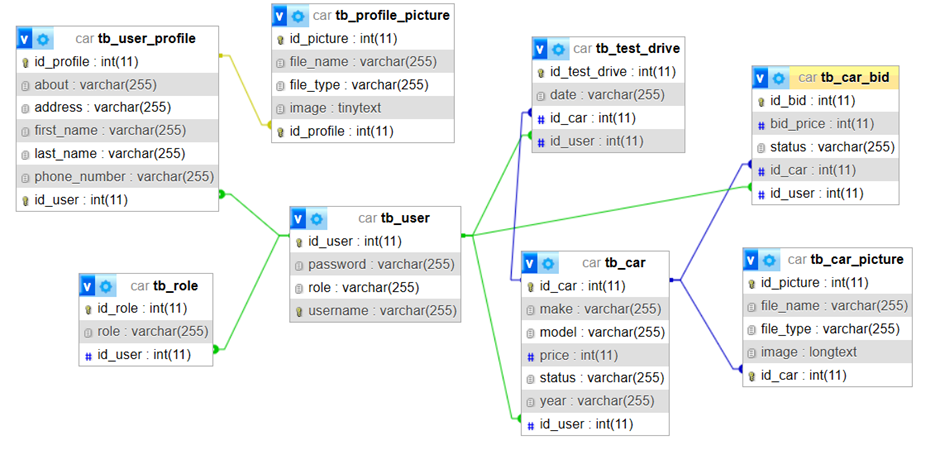 car tb_user_profile
id_profile : int(11)
about : varchar(255)
address : varchar(255)
first_name : varchar(255)
last_name : varchar(255)
phone_number : varchar(255)
id_user : int(11)
car tb_profile_picture
id_picture : int(11)
file_name : varchar(255)
file_type : varchar(255)
image : tinytext
id_profile : int(11)
car tb_test_drive
id_test_drive : int(11)
date : varchar(255)
id_car : int(11)
id_user : int(11)
car tb_car_bid
id_bid : int(11)
bid_price : int(11)
status : varchar(255)
id_car : int(11)
id_user : int(11)
car tb_user
id_user : int(11)
password : varchar(255)
role : varchar(255)
username : varchar(255)
car tb_role
id_role : int(11)
role : varchar(255)
id_user : int(11)
car tb_car
id_car : int(11)
make : varchar(255)
model : varchar(255)
price : int(11)
status : varchar(255)
year : varchar(255)
id_user : int(11)
car tb_car_picture
id_picture : int(11)
file_name : varchar(255)
file_type : varchar(255)
image : longtext
id_car : int(11)